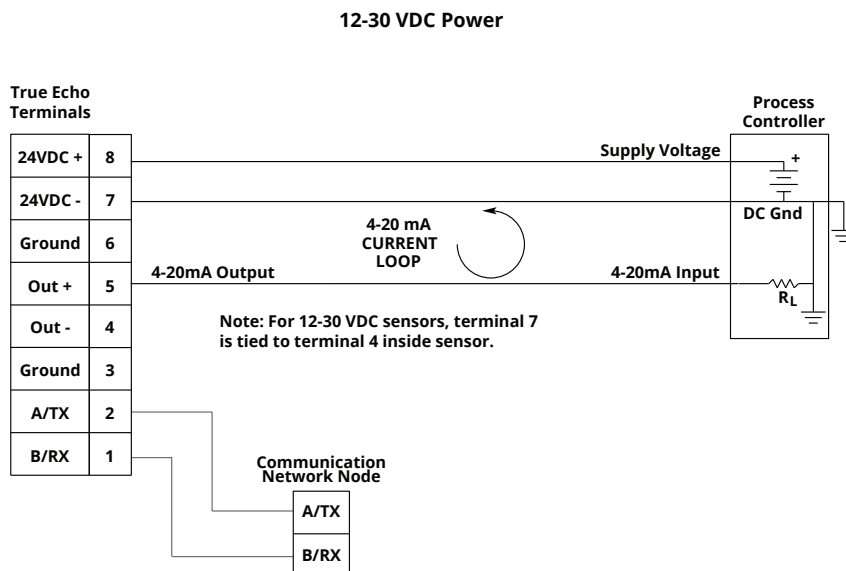 12-30 VDC Power
True Echo
Terminals
Process
Controller
24VDC + 8
Supply Voltage
+
24VDC - 7
DC Gnd
Ground 6
4-20 mA
CURRENT
LOOP
Out + 5
4-20mA Output
4-20mA Input
RL
Out - 4
Note: For 12-30 VDC sensors, terminal 7
is tied to terminal 4 inside sensor.
Ground 3
A/TX 2
B/RX 1
Communication
Network Node
A/TX
B/RX